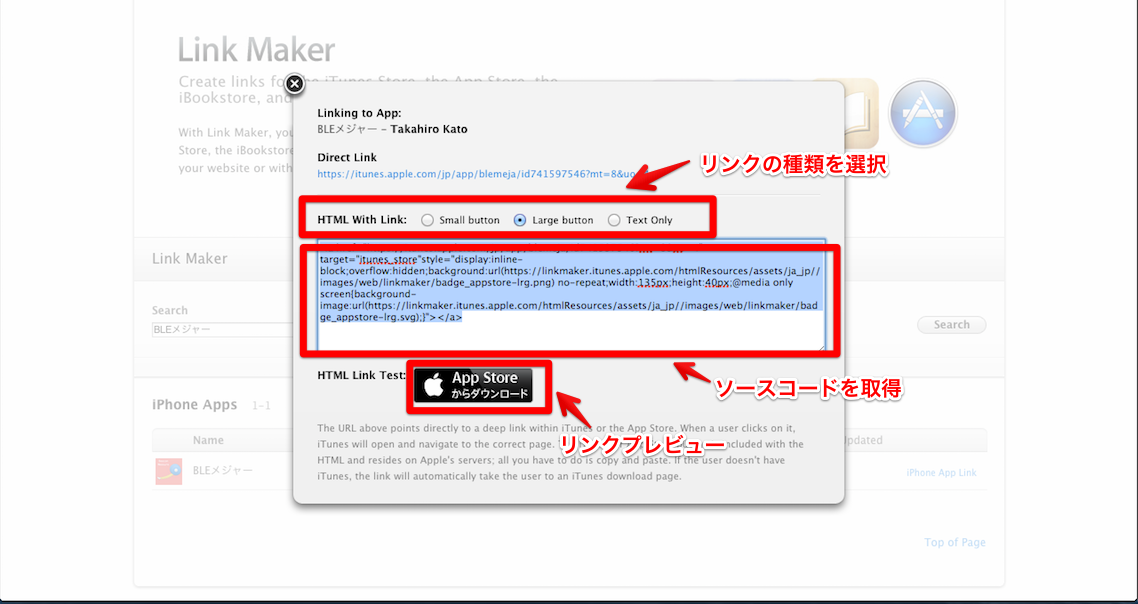 Link Maker
Create links fo he iTunes Store, the App Store, the
iBookstore, and
With Link Maker, you
Store, the iBookstore
your website or with
Linking to App:
BLEメジャー – Takahiro Kato
Direct Link
https://itunes.apple.com/jp/app/blemeja/id741597546?mt=8&uo
リンクの種類を選択
HTML With Link: Small button Large button Text Only
target="itunes_store"style="display:inline-
block;overflow:hidden;background:url(https://linkmaker.itunes.apple.com/htmlResources/assets/ja_jp//
images/web/linkmaker/badge_appstore-lrg.png) no-repeat;width:135px;height:40px;@media only
screen{background-
image:url(https://linkmaker.itunes.apple.com/htmlResources/assets/ja_jp//images/web/linkmaker/bad
ge_appstore-lrg.svg);}"></a>
Link Maker
Search
BLEメジャー
Search
ソースコードを取得
HTML Link Test:
App Store
からダウンロード
リンクプレビュー
The URL above points directly to a deep link within iTunes or the App Store. When a user clicks on it,
iTunes will open and navigate to the correct page. included with the
HTML and resides on Apple's servers; all you have to do is copy and paste. If the user doesn't have
iTunes, the link will automatically take the user to an iTunes download page.
iPhone Apps 1-1
Name
Updated
BLEメジャー
iPhone App Link
Top of Page